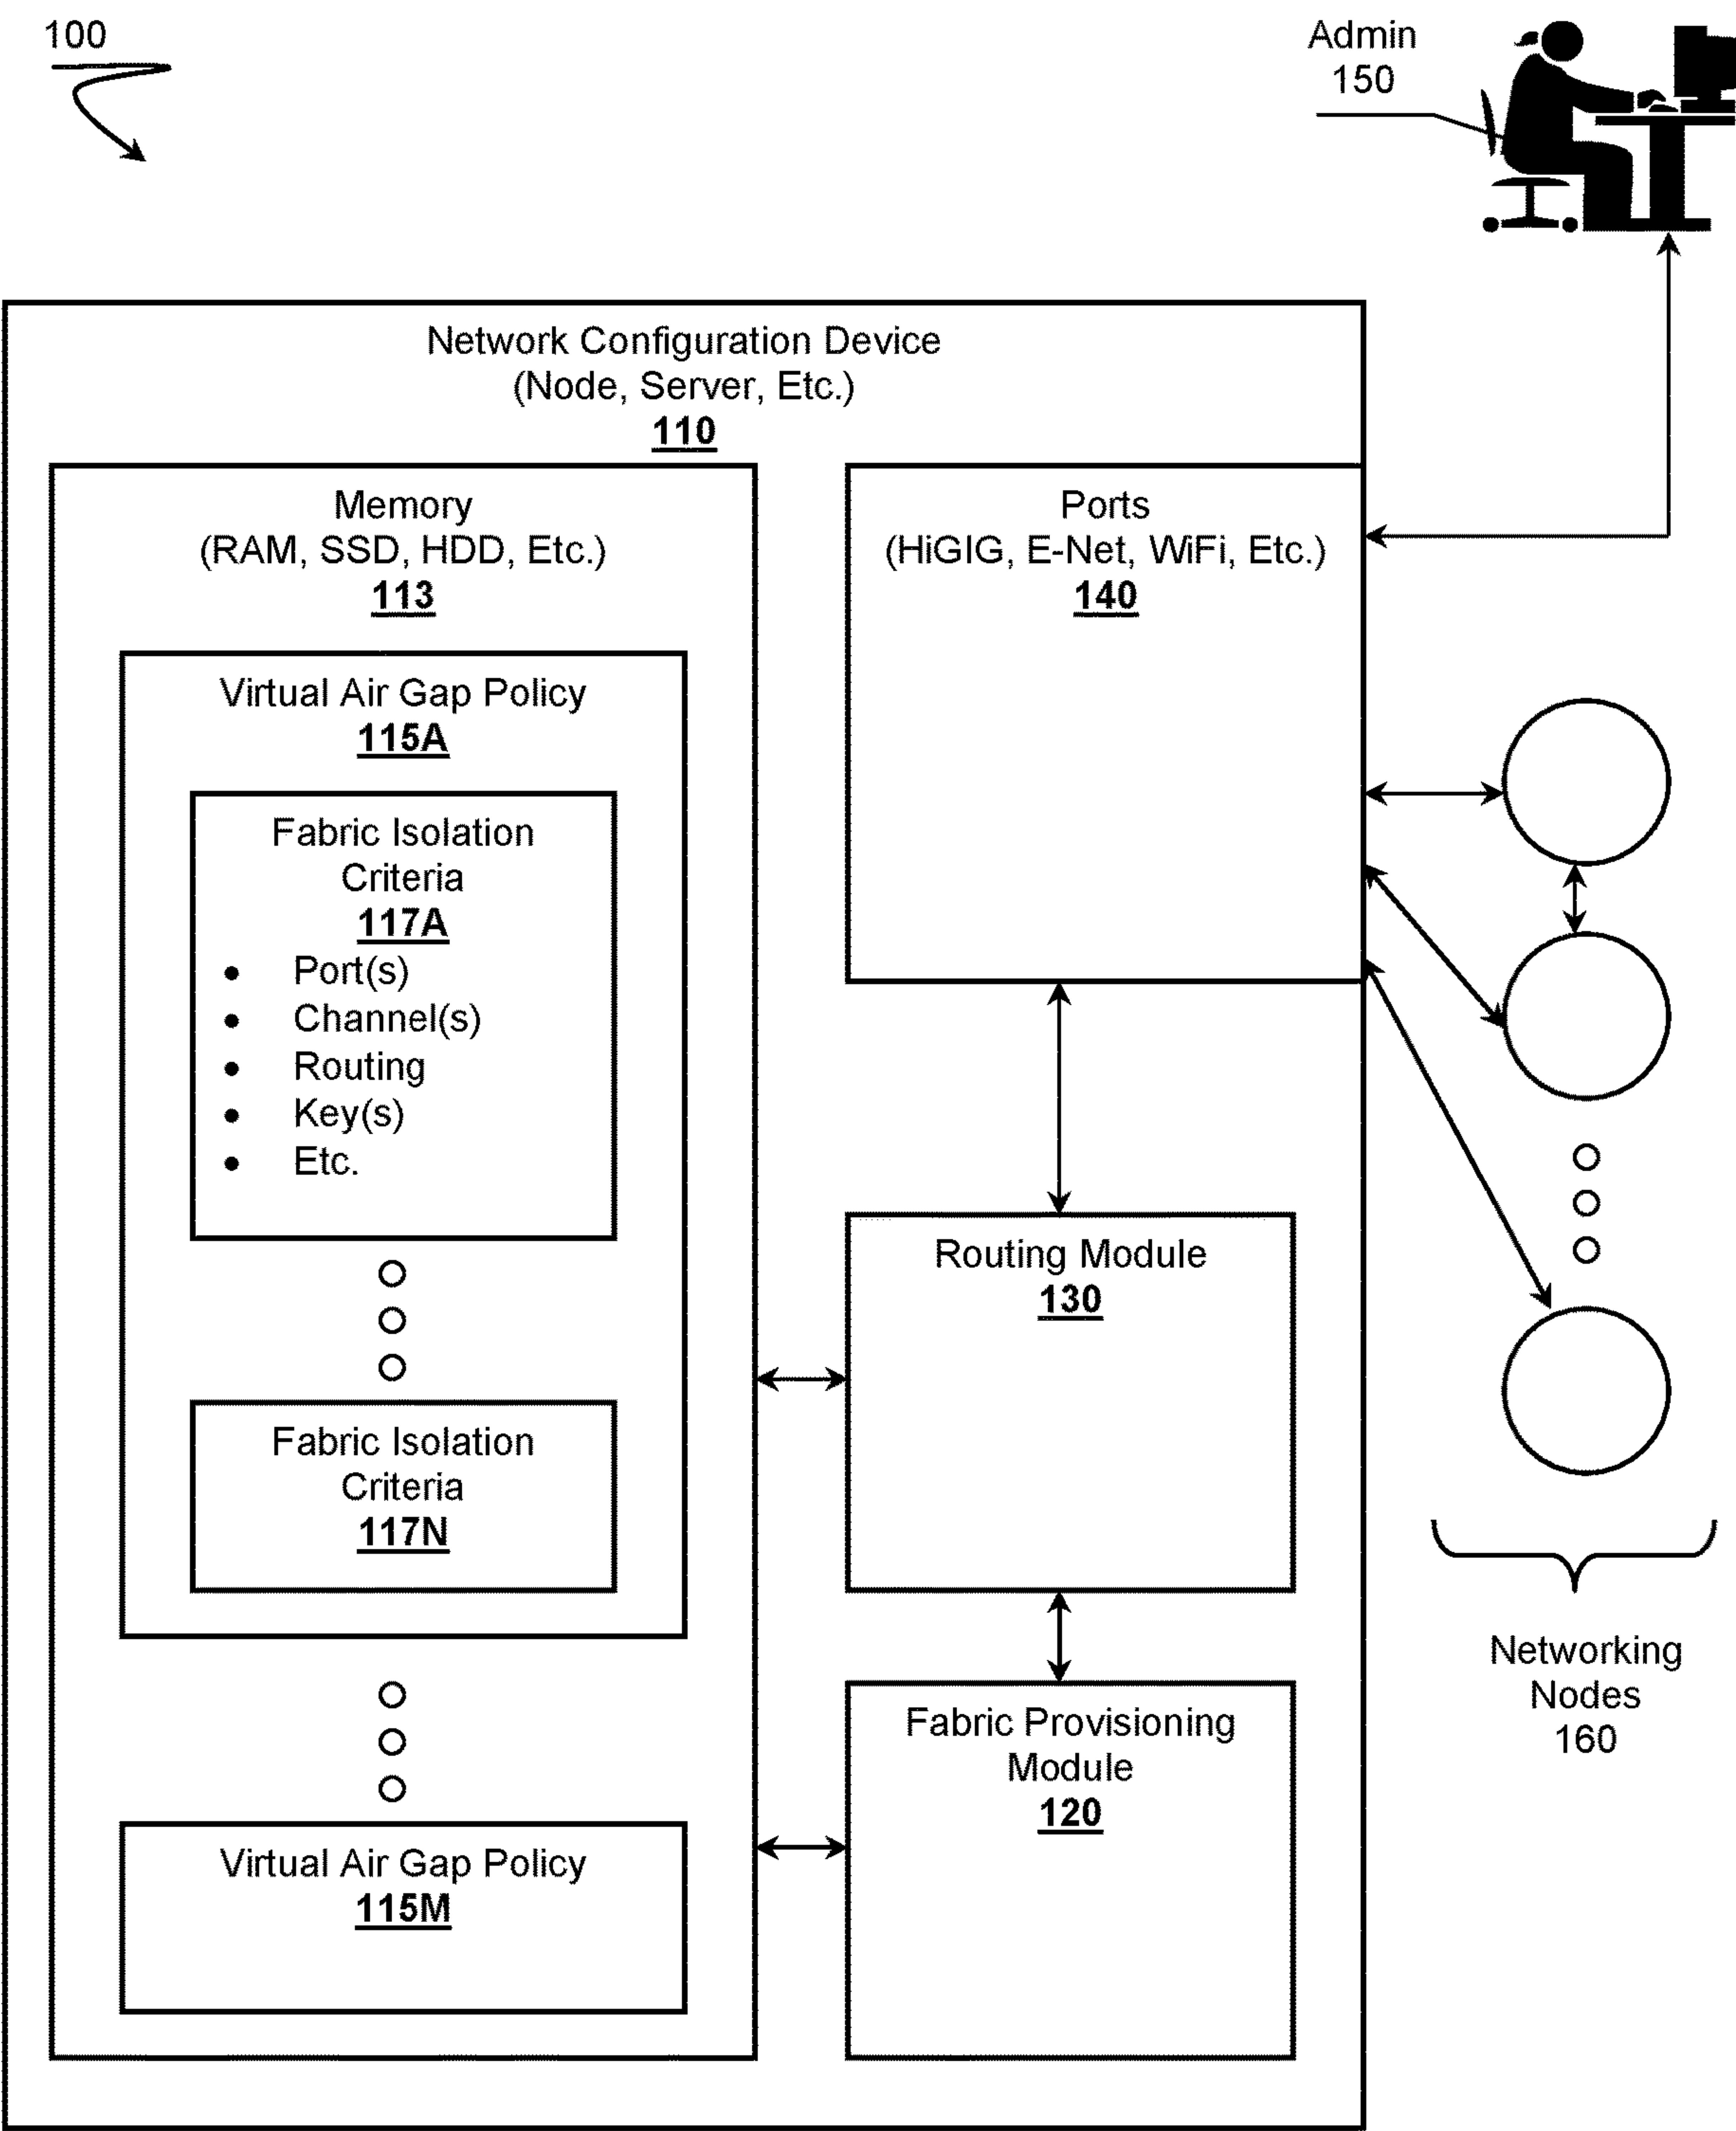 100
Admin
150
Network Configuration Device
(Node, Server, Etc.)
110
Memory
(RAM, SSD, HDD, Etc.)
113
Virtual Air Gap Policy
115A
Fabric Isolation
Criteria
117A
• Port(s)
• Channel(s)
• Routing
• Key(s)
• Etc.
Fabric Isolation
Criteria
117N
Virtual Air Gap Policy
115M
Ports
(HiGIG, E-Net, WiFi, Etc.)
140
Routing Module
130
Fabric Provisioning
Module
120
Networking
Nodes
160